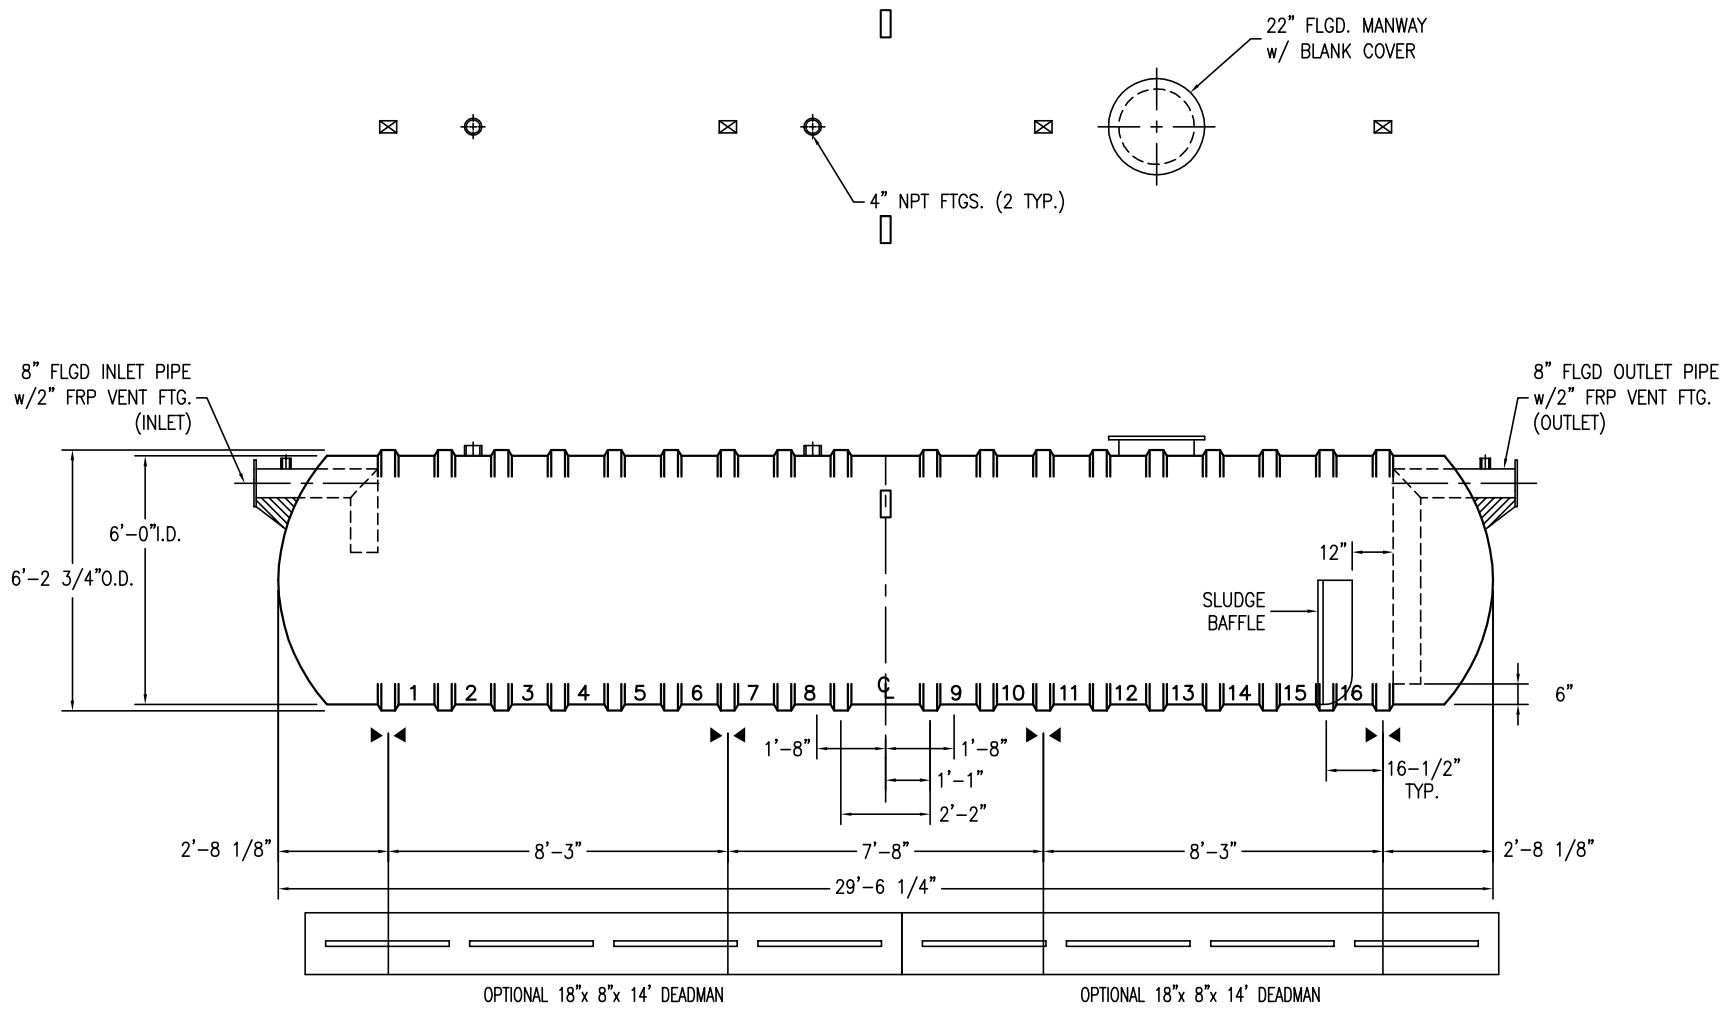 22" FLGD. MANWAY
w/ BLANK COVER
4" NPT FTGS. (2 TYP.)
8" FLGD INLET PIPE
w/2" FRP VENT FTG.
(INLET)
8" FLGD OUTLET PIPE
w/2" FRP VENT FTG.
(OUTLET)
6'-0"I.D.
6'-2 3/4"O.D.
12"
SLUDGE
BAFFLE
6"
1 2 3 4 5 6 7 8 CL 9 10 11 12 13 14 15 16
1'-8" 1'-8"
1'-1"
2'-2"
16-1/2"
TYP.
2'-8 1/8" 8'-3" 7'-8" 8'-3" 2'-8 1/8"
29'-6 1/4"
OPTIONAL 18"x 8"x 14' DEADMAN
OPTIONAL 18"x 8"x 14' DEADMAN